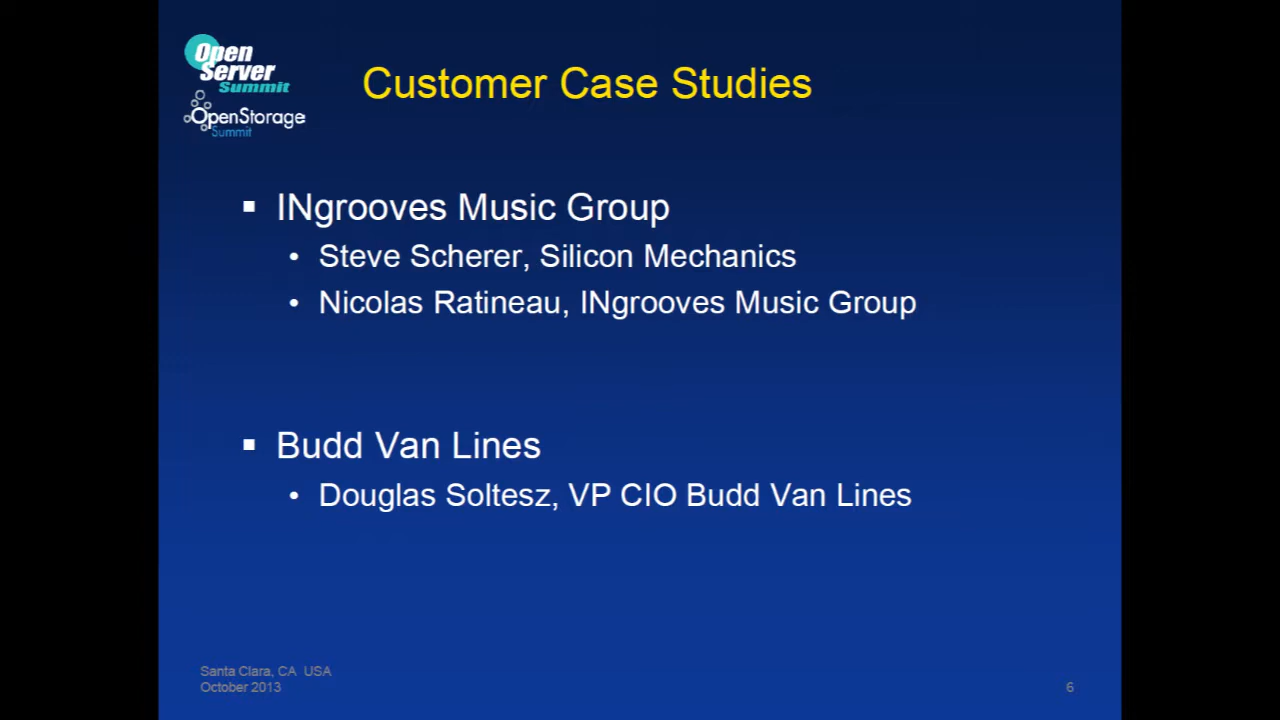 Open
Server
Summit
OpenStorage
Summit
Customer Case Studies
▪ INgrooves Music Group
• Steve Scherer, Silicon Mechanics
• Nicolas Ratineau, INgrooves Music Group
▪ Budd Van Lines
• Douglas Soltesz, VP CIO Budd Van Lines
Santa Clara, CA  USA
October 2013
6